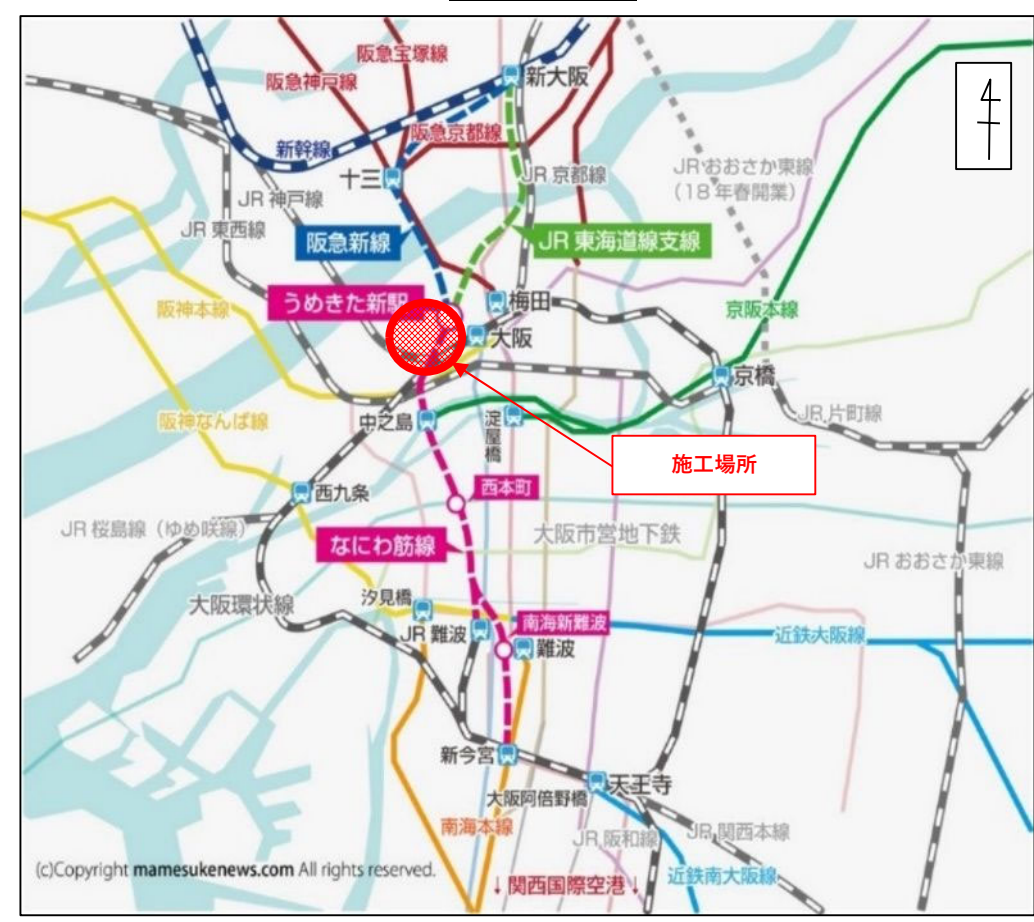 阪急宝塚線
新大阪
阪急神戸線
阪急京都線
新幹線
JR おおさか東線
（18 年春開業）
十三
JR 京都線
JR 神戸線
JR 東西線
阪急新線
JR 東海道線支線
うめきた新駅
梅田
阪神本線
京阪本線
大阪
京橋
阪神なんば線
中之島
淀屋橋
JR 片町線
施工場所
西九条
西本町
JR 桜島線（ゆめ咲線）
大阪市営地下鉄
なにわ筋線
JR おおさか東線
大阪環状線
汐見橋
南海新難波
JR 難波
近鉄大阪線
難波
新今宮
天王寺
大阪阿倍野橋
南海本線
JR 阪和線
JR 関西本線
(c)Copyright mamesukenews.com All rights reserved.
↓関西国際空港↓
近鉄南大阪線